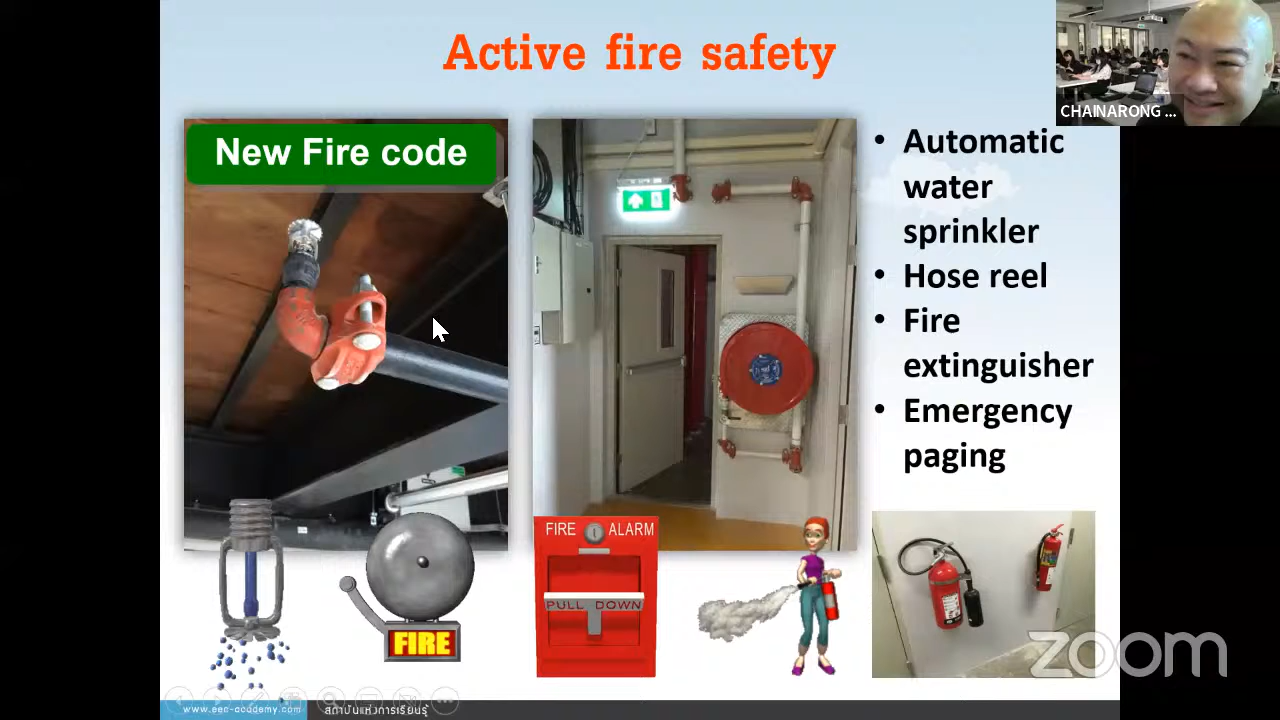 Active fire safety
CHAINARONG ...
New Fire code
• Automatic
water
sprinkler
• Hose reel
• Fire
extinguisher
• Emergency
paging
FIRE ALARM
PULL DOWN
FIRE
zoom
www.eec-academy.com
สถาบันแห่งการเรียนรู้